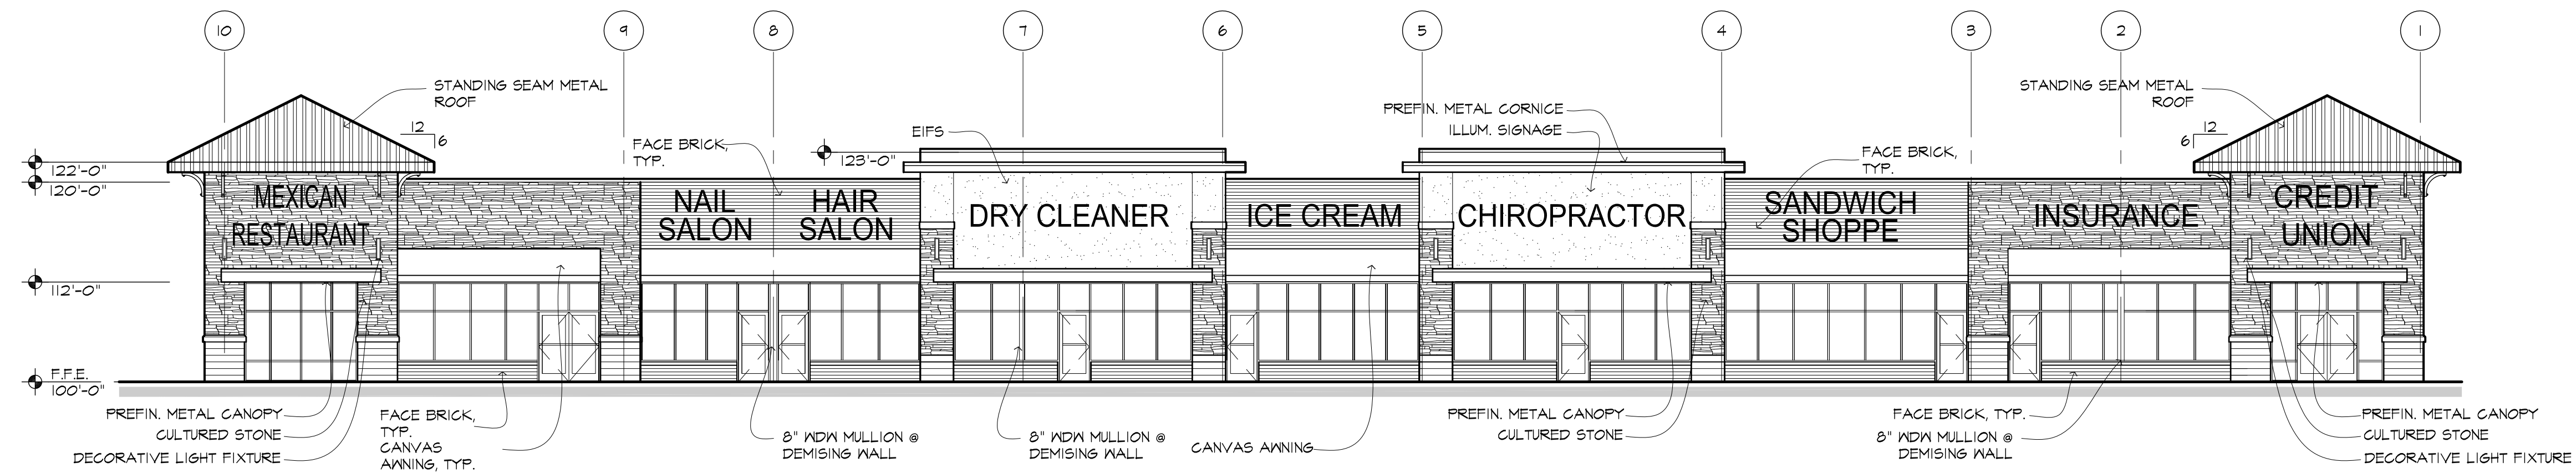 10
9
8
7
6
5
4
3
2
1
STANDING SEAM METAL
ROOF
12
6
FACE BRICK,
TYP.
123'-0"
EIFS
PREFIN. METAL CORNICE
ILLUM. SIGNAGE
FACE BRICK,
TYP.
STANDING SEAM METAL
ROOF
12
6
122'-0"
120'-0"
112'-0"
F.F.E.
100'-0"
MEXICAN
RESTAURANT
NAIL
SALON
HAIR
SALON
DRY CLEANER
ICE CREAM
CHIROPRACTOR
SANDWICH
SHOPPE
INSURANCE
CREDIT
UNION
PREFIN. METAL CANOPY
CULTURED STONE
DECORATIVE LIGHT FIXTURE
FACE BRICK,
TYP.
CANVAS
AWNING, TYP.
8" WDW MULLION @
DEMISING WALL
8" WDW MULLION @
DEMISING WALL
CANVAS AWNING
PREFIN. METAL CANOPY
CULTURED STONE
FACE BRICK, TYP.
8" WDW MULLION @
DEMISING WALL
PREFIN. METAL CANOPY
CULTURED STONE
DECORATIVE LIGHT FIXTURE